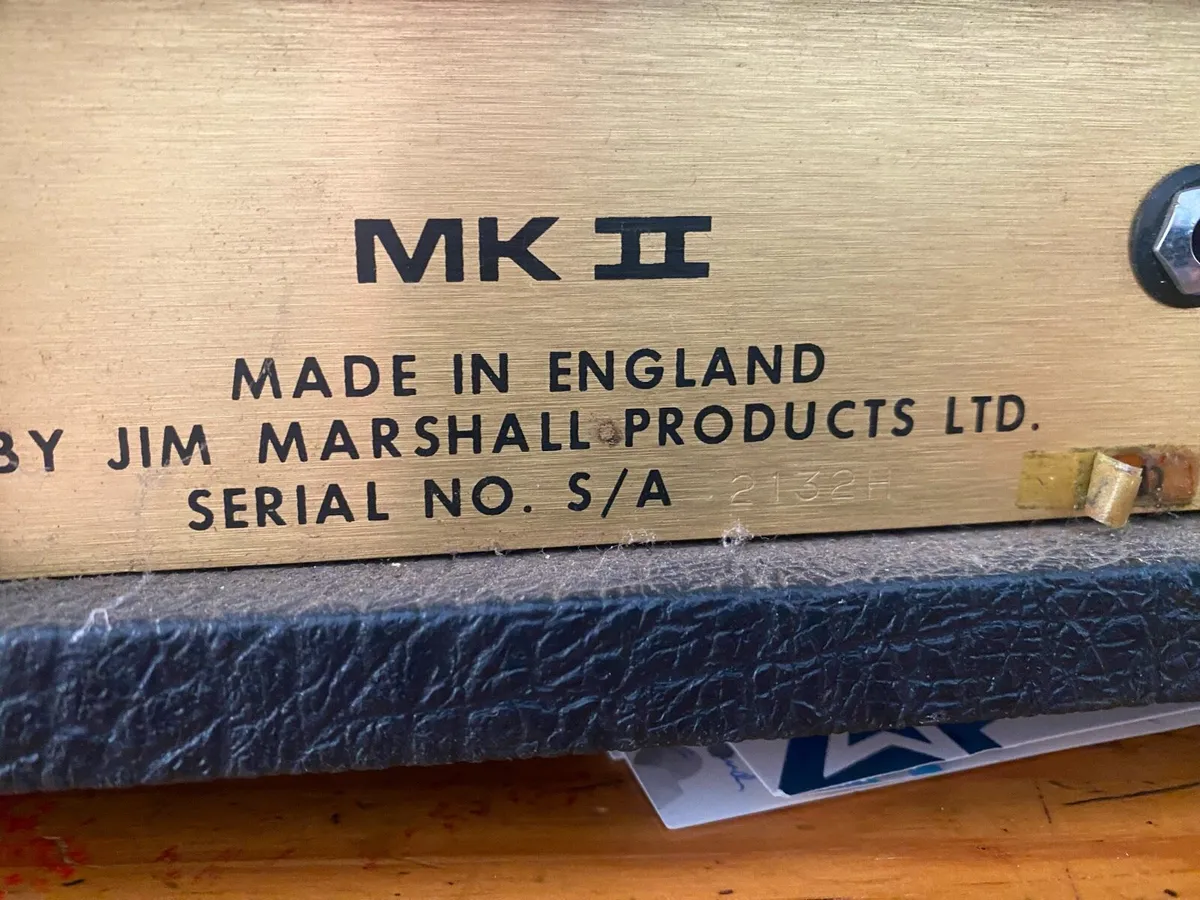 MK II
MADE IN ENGLAND
BY JIM MARSHALL PRODUCTS LTD.
SERIAL NO. S/A 2132H